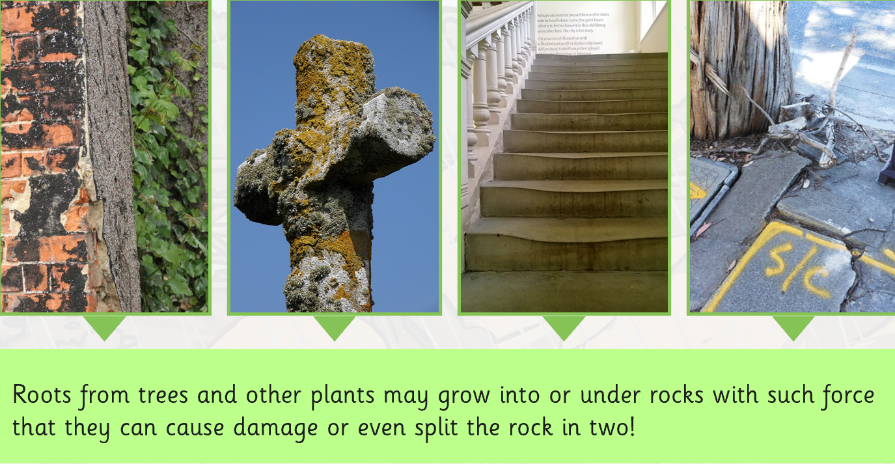 S/C
Roots from trees and other plants may grow into or under rocks with such force
that they can cause damage or even split the rock in two!